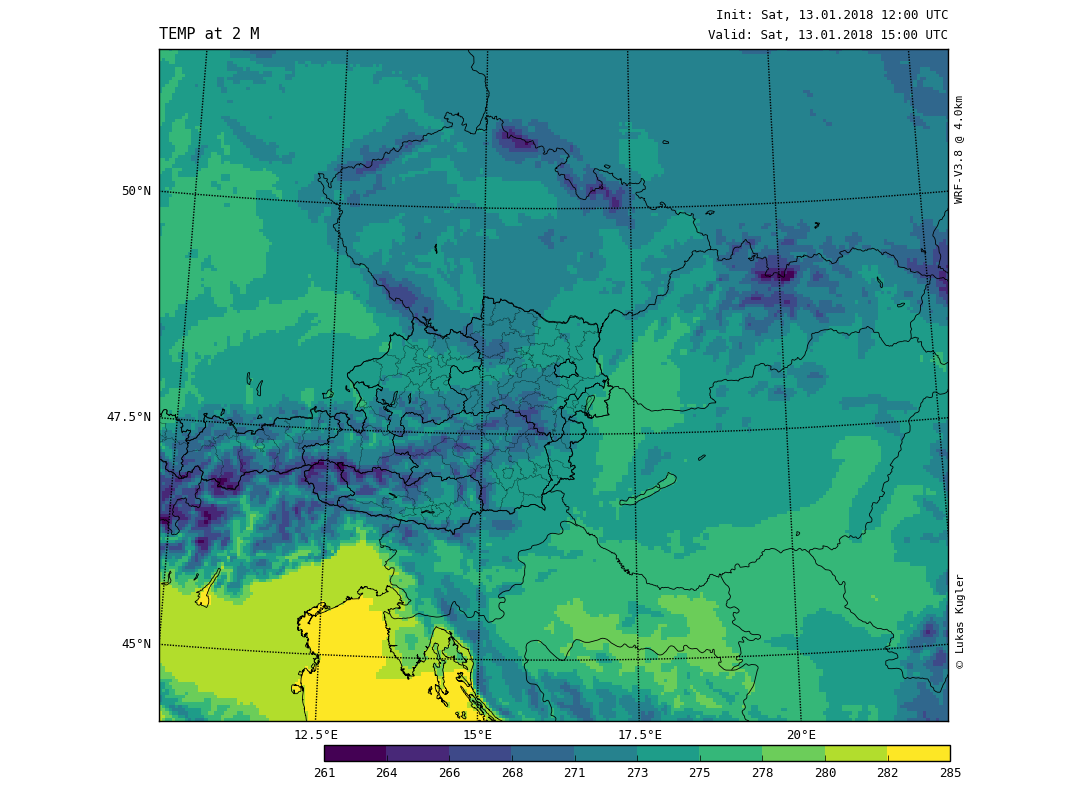 Init: Sat, 13.01.2018 12:00 UTC
TEMP at 2 M
Valid: Sat, 13.01.2018 15:00 UTC
WRF-V3.8 @ 4.0km
50°N
47.5°N
45°N
© Lukas Kugler
12.5°E 15°E 17.5°E 20°E
261 264 266 268 271 273 275 278 280 282 285